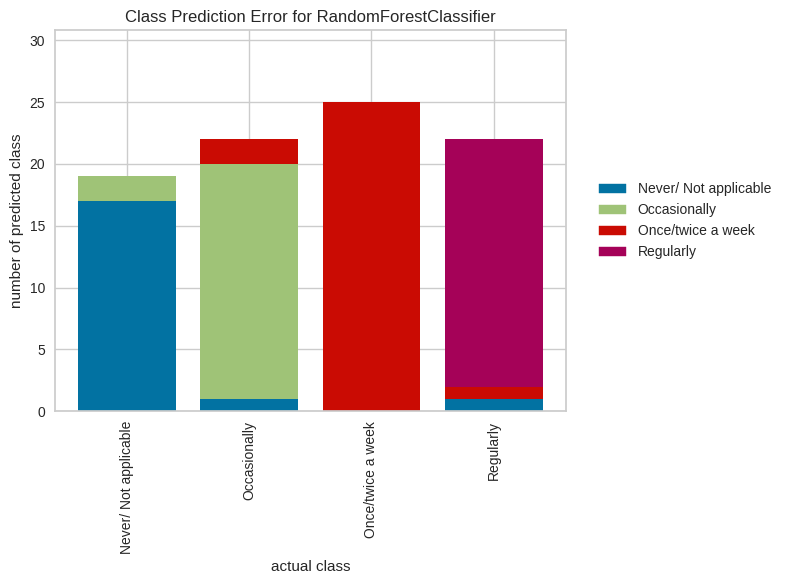 Class Prediction Error for RandomForestClassifier
30
25
20
15
10
5
0
number of predicted class
Never/ Not applicable
Occasionally
Once/twice a week
Regularly
actual class
Never/ Not applicable
Occasionally
Once/twice a week
Regularly